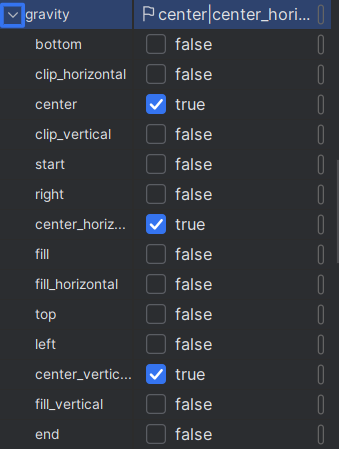 gravity center|center_hori...
bottom false
clip_horizontal false
center true
clip_vertical false
start false
right false
center_horiz... true
fill false
fill_horizontal false
top false
left false
center_vertic... true
fill_vertical false
end false